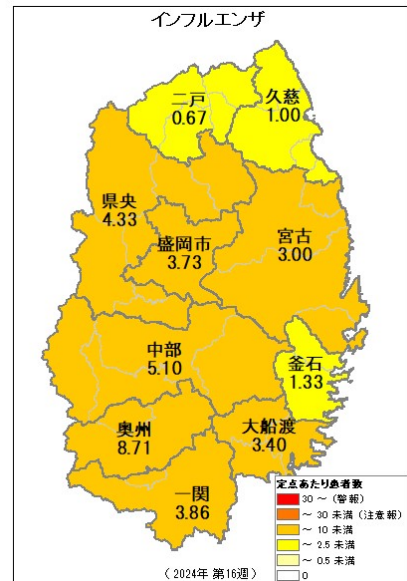 インフルエンザ
二戸
0.67
久慈
1.00
県央
4.33
盛岡市
3.73
宮古
3.00
中部
5.10
釜石
1.33
奥州
8.71
大船渡
3.40
一関
3.86
定点あたり患者数
30 ～ (警報)
～ 30 未満 (注意報)
～ 10 未満
～ 2.5 未満
～ 0.5 未満
0
( 2024年 第16週 )